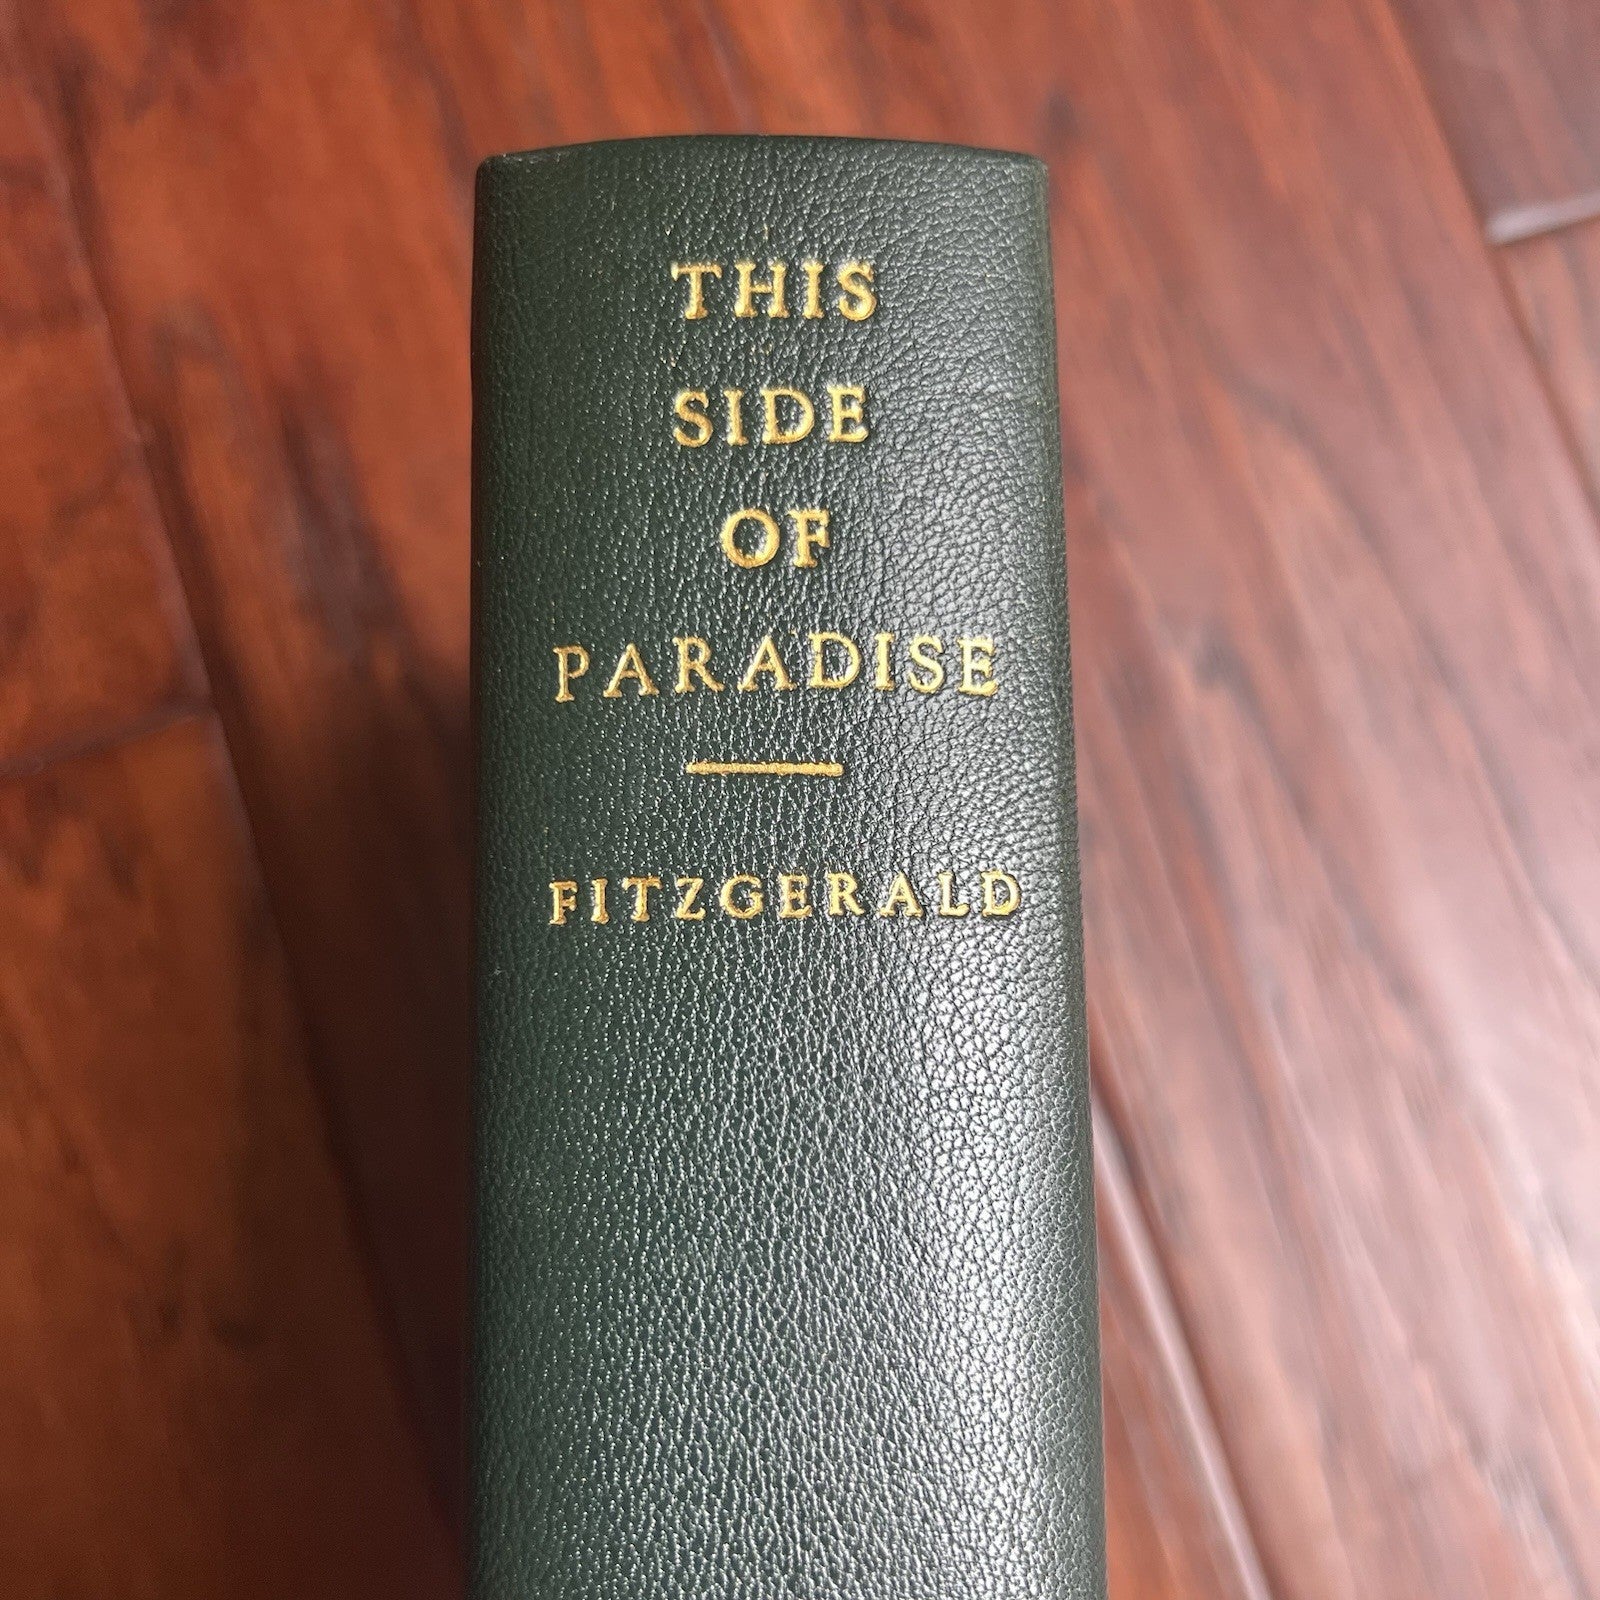 THIS
SIDE
OF
PARADISE
FITZGERALD